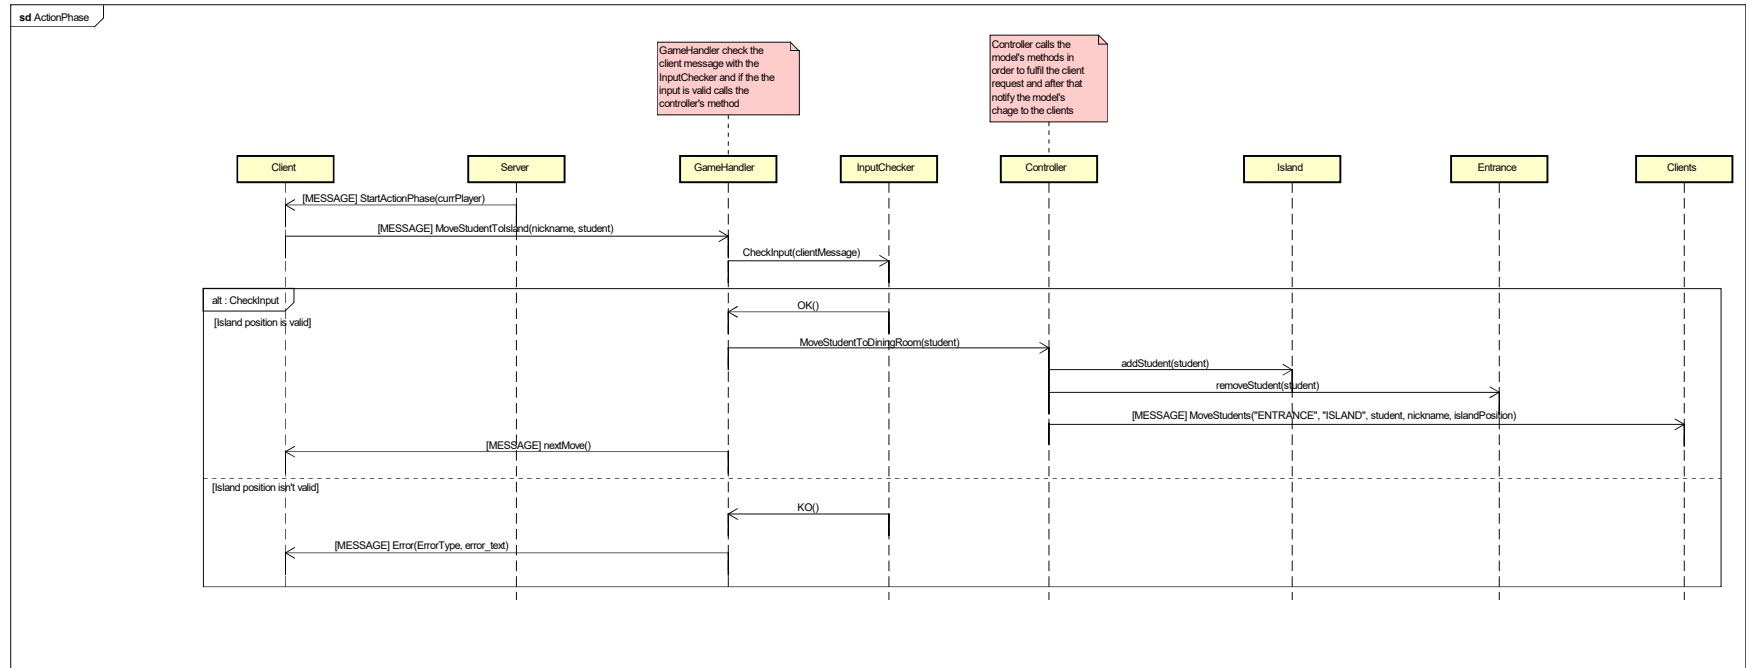 sd ActionPhase
GameHandler check the
client message with the
InputChecker and if the the
input is valid calls the
controller's method
Controller calls the
model's methods in
order to fulfil the client
request and after that
notify the model's
chage to the clients
Client
Server
GameHandler
InputChecker
Controller
Island
Entrance
Clients
[MESSAGE] StartActionPhase(currPlayer)
[MESSAGE] MoveStudentToIsland(nickname, student)
CheckInput(clientMessage)
alt : CheckInput
[Island position is valid]
OK()
MoveStudentToDiningRoom(student)
addStudent(student)
removeStudent(student)
[MESSAGE] MoveStudents("ENTRANCE", "ISLAND", student, nickname, islandPosition)
[MESSAGE] nextMove()
[Island position isn't valid]
KO()
[MESSAGE] Error(ErrorType, error_text)